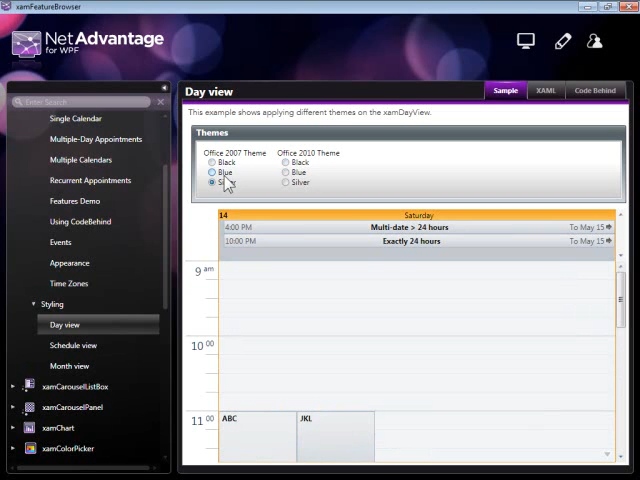 xamFeatureBrowser
NetAdvantage
for WPF
Enter Search
Single Calendar
Multiple-Day Appointments
Multiple Calendars
Recurrent Appointments
Features Demo
Using CodeBehind
Events
Appearance
Time Zones
Styling
Day view
Schedule view
Month view
xamCarouselListBox
xamCarouselPanel
xamChart
xamColorPicker
Day view
Sample
XAML
Code Behind
This example shows applying different themes on the xamDayView.
Themes
Office 2007 Theme
Office 2010 Theme
Black
Black
Blue
Blue
Silver
Silver
14
Saturday
4:00 PM
Multi-date > 24 hours
To May 15
10:00 PM
Exactly 24 hours
To May 15
9 am
10 00
11 00
ABC
JKL